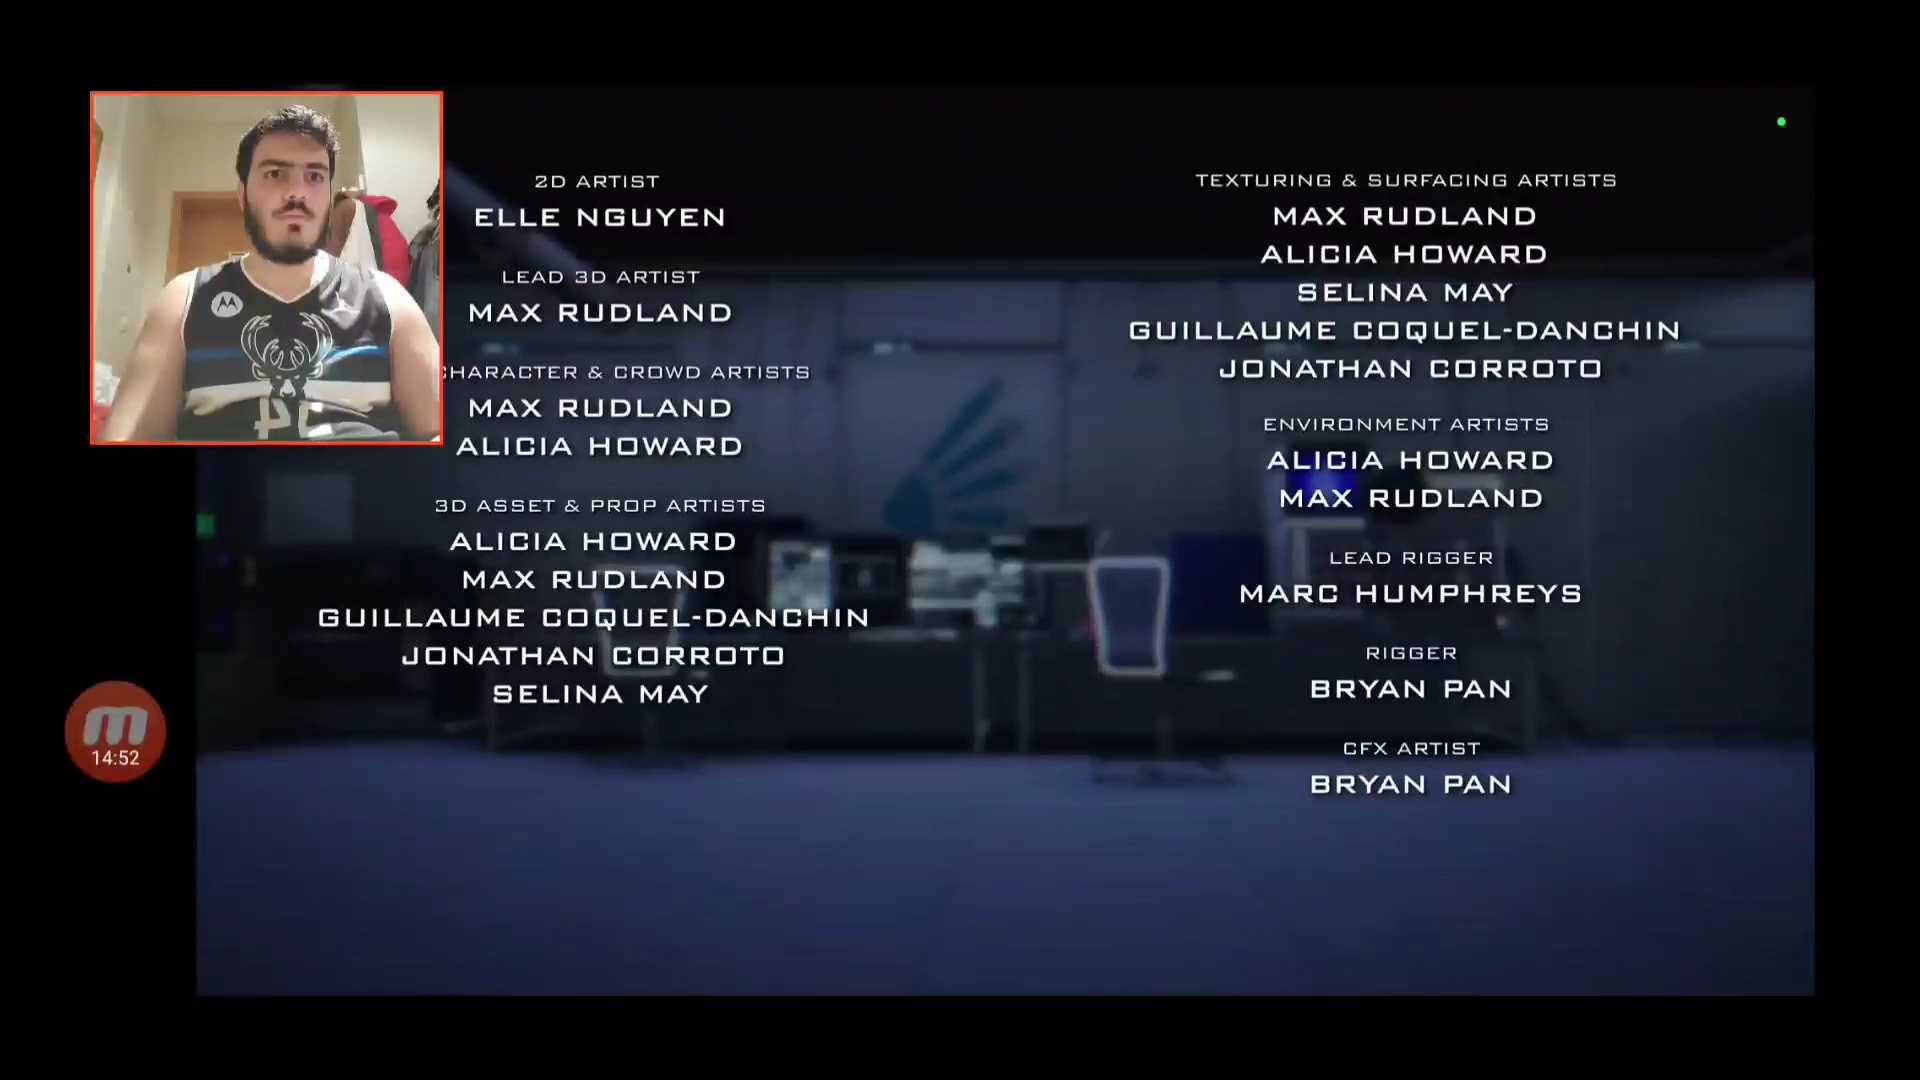 2D ARTIST
ELLE NGUYEN
LEAD 3D ARTIST
MAX RUDLAND
CHARACTER & CROWD ARTISTS
MAX RUDLAND
ALICIA HOWARD
3D ASSET & PROP ARTISTS
ALICIA HOWARD
MAX RUDLAND
GUILLAUME COQUEL-DANCHIN
JONATHAN CORROTO
SELINA MAY
TEXTURING & SURFACING ARTISTS
MAX RUDLAND
ALICIA HOWARD
SELINA MAY
GUILLAUME COQUEL-DANCHIN
JONATHAN CORROTO
ENVIRONMENT ARTISTS
ALICIA HOWARD
MAX RUDLAND
LEAD RIGGER
MARC HUMPHREYS
RIGGER
BRYAN PAN
CFX ARTIST
BRYAN PAN
14:52